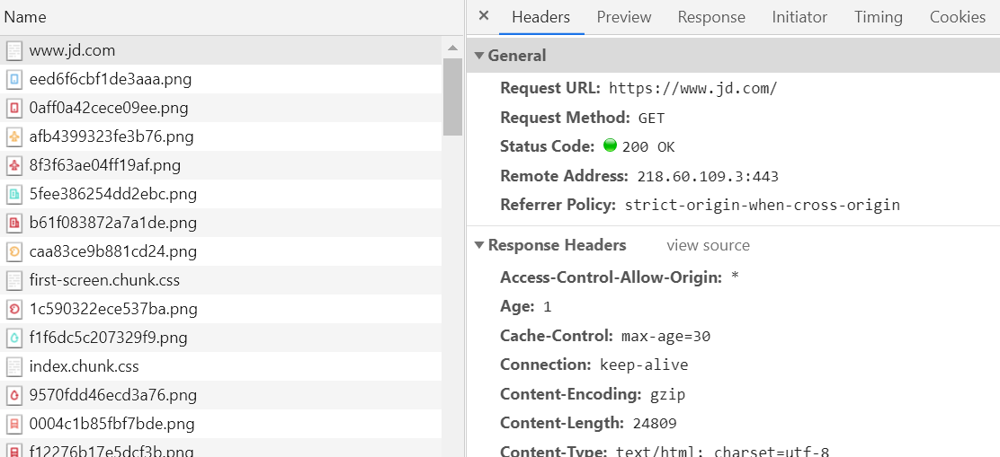 Name
www.jd.com
eed6f6cbf1de3aaa.png
0aff0a42cece09ee.png
afb4399323fe3b76.png
8f3f63ae04ff19af.png
5fee386254dd2ebc.png
b61f083872a7a1de.png
caa83ce9b881cd24.png
first-screen.chunk.css
1c590322ece537ba.png
f1f6dc5c207329f9.png
index.chunk.css
9570fdd46ecd3a76.png
0004c1b85fbf7bde.png
f12276b17e5dcf3b.png
× Headers Preview Response Initiator Timing Cookies
General
Request URL: https://www.jd.com/
Request Method: GET
Status Code: 200 OK
Remote Address: 218.60.109.3:443
Referrer Policy: strict-origin-when-cross-origin
Response Headers view source
Access-Control-Allow-Origin: *
Age: 1
Cache-Control: max-age=30
Connection: keep-alive
Content-Encoding: gzip
Content-Length: 24809
Content-Type: text/html; charset=utf-8